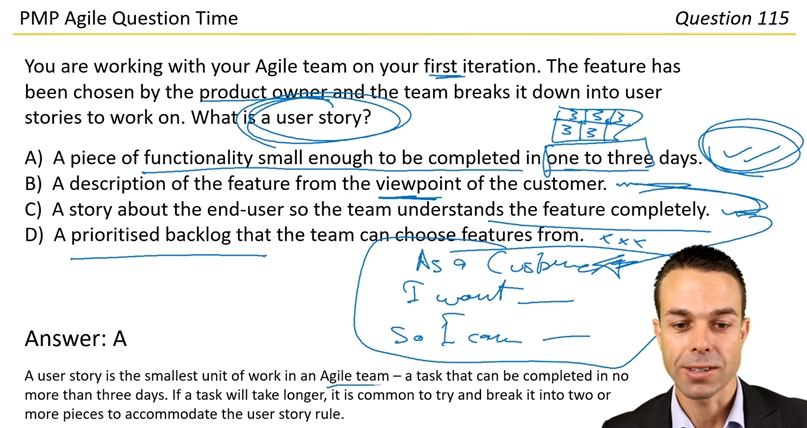 PMP Agile Question Time
Question 115
You are working with your Agile team on your first iteration. The feature has
been chosen by the product owner and the team breaks it down into user
stories to work on. What is a user story?
3 3 3
3 3
A) A piece of functionality small enough to be completed in one to three days.
B) A description of the feature from the viewpoint of the customer.
C) A story about the end-user so the team understands the feature completely.
D) A prioritised backlog that the team can choose features from.
xxx
As a
I want
So I can
Answer: A
A user story is the smallest unit of work in an Agile team – a task that can be completed in no
more than three days. If a task will take longer, it is common to try and break it into two or
more pieces to accommodate the user story rule.